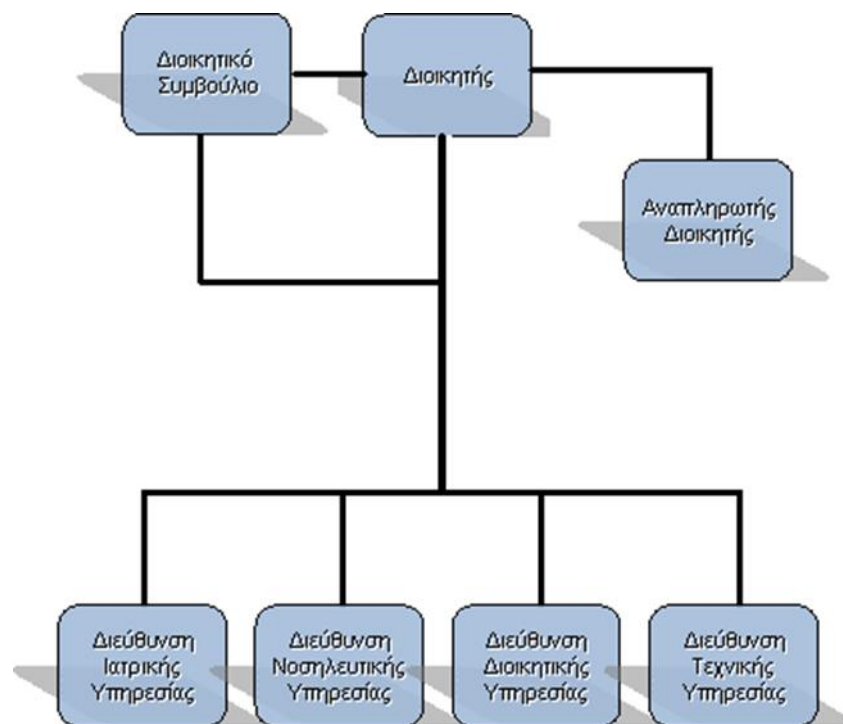 Διοικητικό
Συμβούλιο
Διοικητής
Αναπληρωτής
Διοικητής
Διεύθυνση
Ιατρικής
Υπηρεσίας
Διεύθυνση
Νοσηλευτικής
Υπηρεσίας
Διεύθυνση
Διοικητικής
Υπηρεσίας
Διεύθυνση
Τεχνικής
Υπηρεσίας